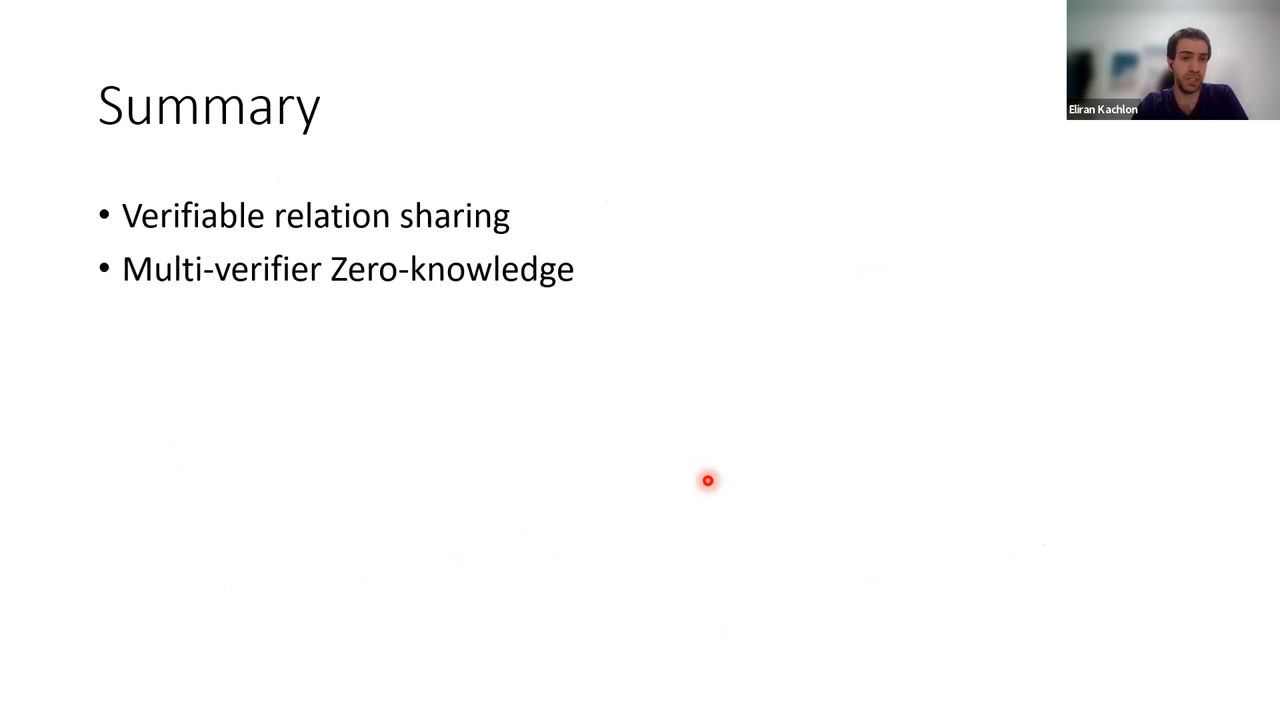 Summary
• Verifiable relation sharing
• Multi-verifier Zero-knowledge
Eliran Kachlon